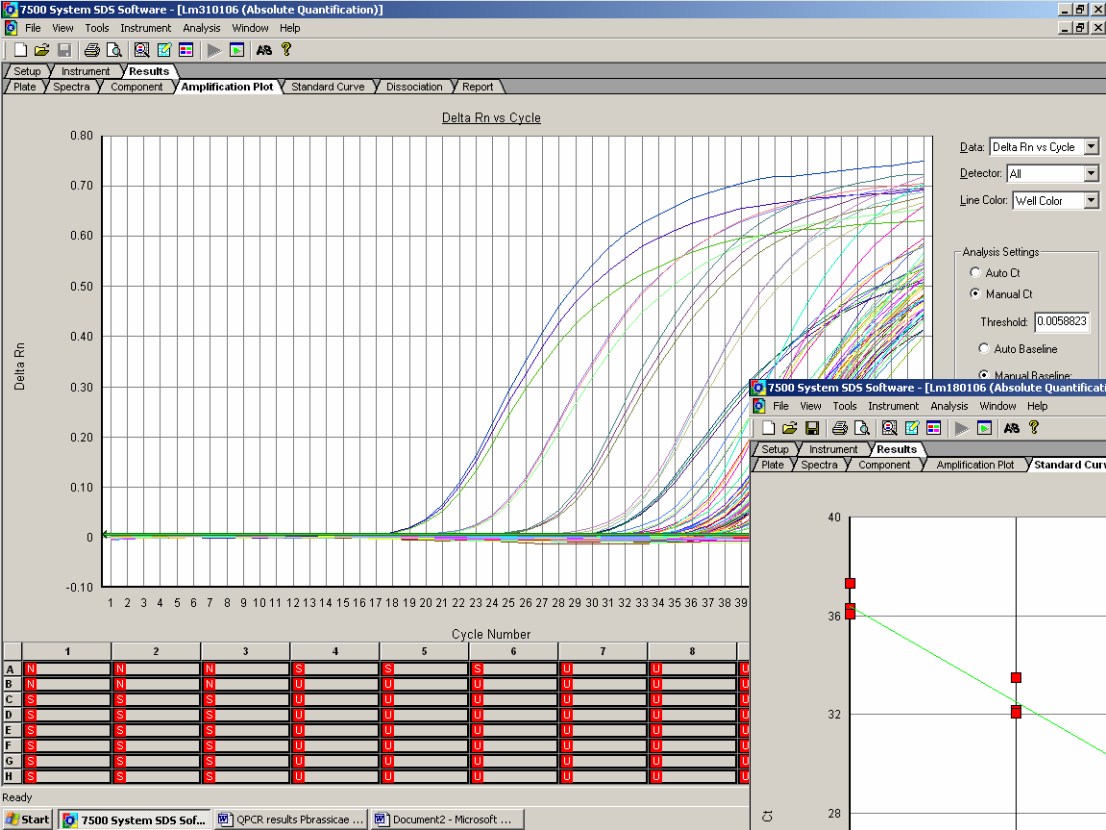 7500 System SDS Software - [Lm310106 (Absolute Quantification)]
File View Tools Instrument Analysis Window Help
Setup Instrument Results
Plate Spectra Component Amplification Plot Standard Curve Dissociation Report
Delta Rn vs Cycle
Data: Delta Rn vs Cycle
Detector: All
Line Color: Well Color
Analysis Settings
Auto Ct
Manual Ct
Threshold: 0.0058823
Auto Baseline
Manual Baseline:
Delta Rn
0.80
0.70
0.60
0.50
0.40
0.30
0.20
0.10
0
-0.10
1 2 3 4 5 6 7 8 9 10 11 12 13 14 15 16 17 18 19 20 21 22 23 24 25 26 27 28 29 30 31 32 33 34 35 36 37 38 39
Cycle Number
1 2 3 4 5 6 7 8
A N N N S S S U U U
B N N N U U U U U U
C S S S U U U U U U
D S S S U U U U U U
E S S S U U U U U U
F S S S U U U U U U
G S S S U U U U U U
H S S S U U U U U U
Ready
Start 7500 System SDS Sof... QPCR results Pbrassicae ... Document2 - Microsoft ...
7500 System SDS Software - [Lm180106 (Absolute Quantificati
File View Tools Instrument Analysis Window Help
Setup Instrument Results
Plate Spectra Component Amplification Plot Standard Curv
40
36
32
28
Ct